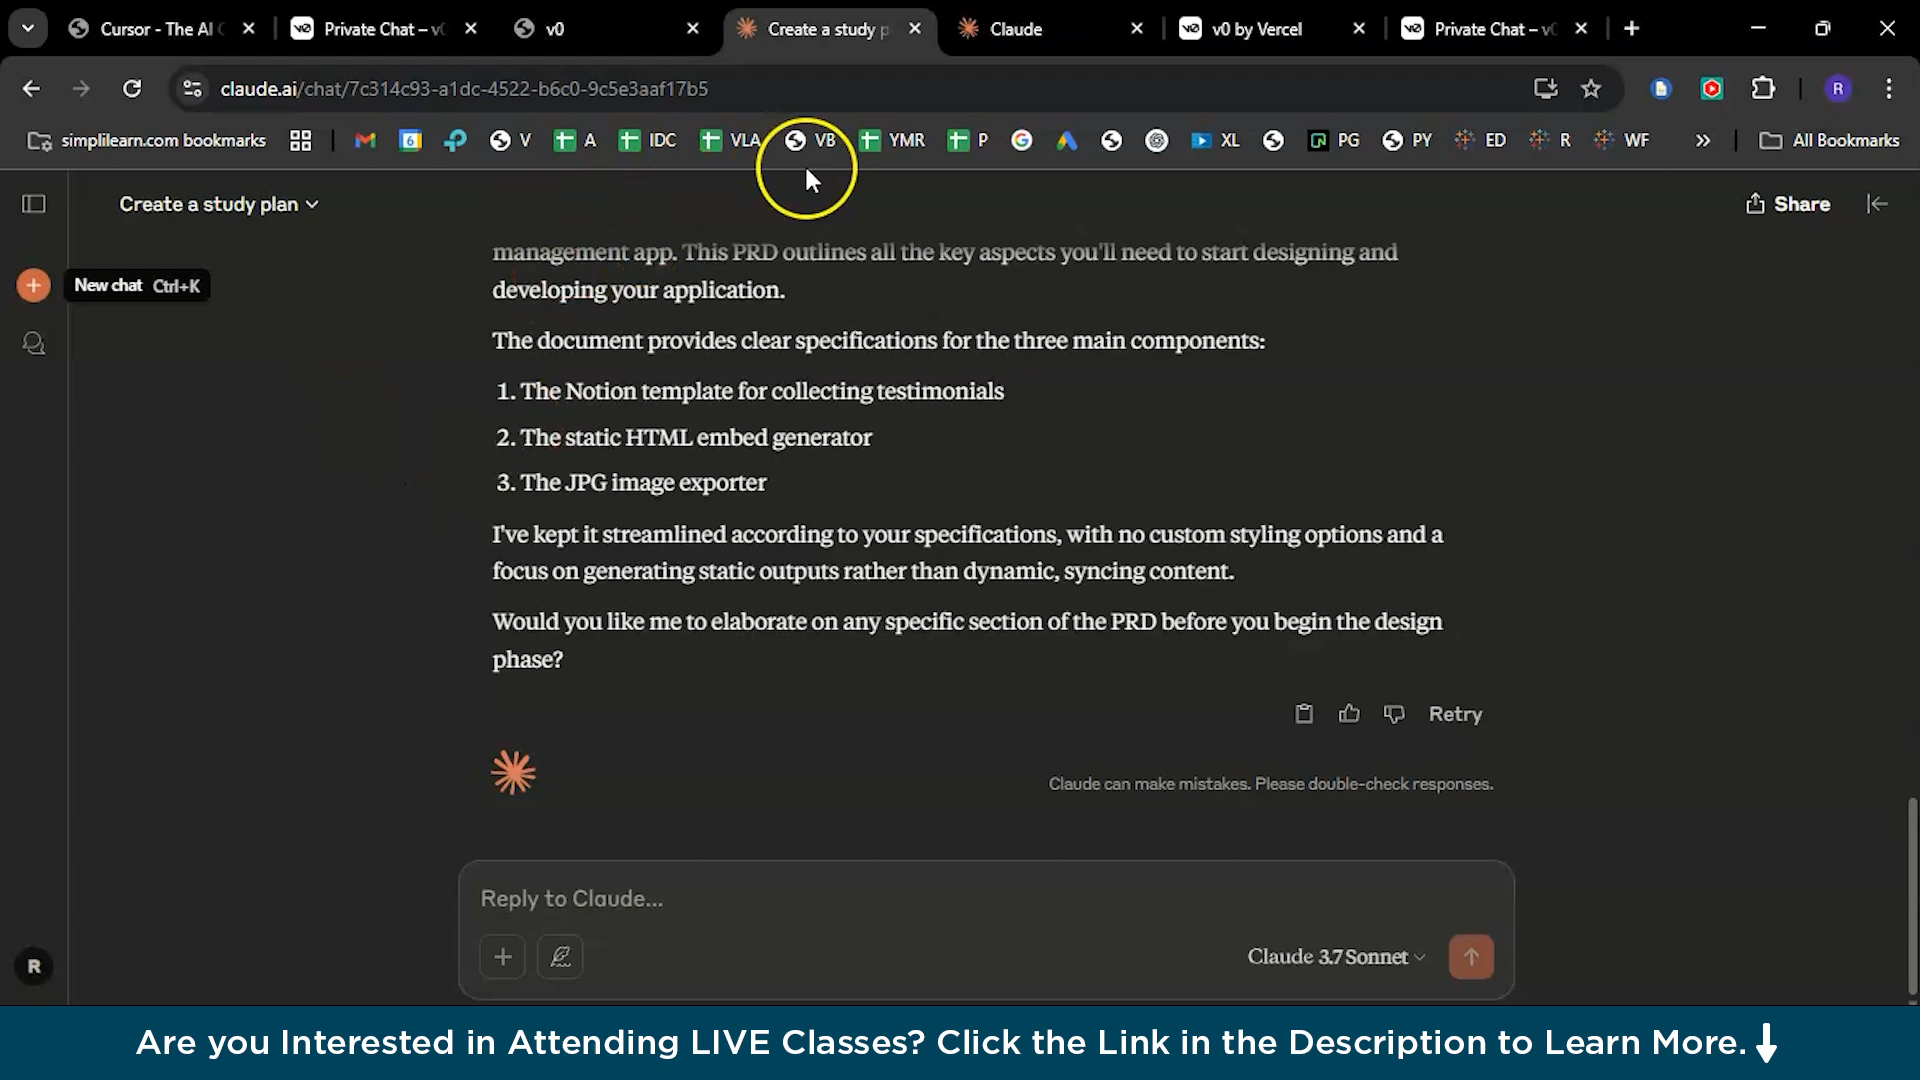 Cursor - The AI C
Private Chat – v0
v0
Create a study p
Claude
v0 by Vercel
Private Chat – v0
claude.ai/chat/7c314c93-a1dc-4522-b6c0-9c5e3aaf17b5
R
simplilearn.com bookmarks
V
A
IDC
VLA
VB
YMR
P
XL
PG
PY
ED
R
WF
All Bookmarks
Create a study plan
Share
New chat Ctrl+K
management app. This PRD outlines all the key aspects you'll need to start designing and
developing your application.
The document provides clear specifications for the three main components:
1. The Notion template for collecting testimonials
2. The static HTML embed generator
3. The JPG image exporter
I've kept it streamlined according to your specifications, with no custom styling options and a
focus on generating static outputs rather than dynamic, syncing content.
Would you like me to elaborate on any specific section of the PRD before you begin the design
phase?
Retry
Claude can make mistakes. Please double-check responses.
Reply to Claude...
Claude 3.7 Sonnet
R
Are you Interested in Attending LIVE Classes? Click the Link in the Description to Learn More.